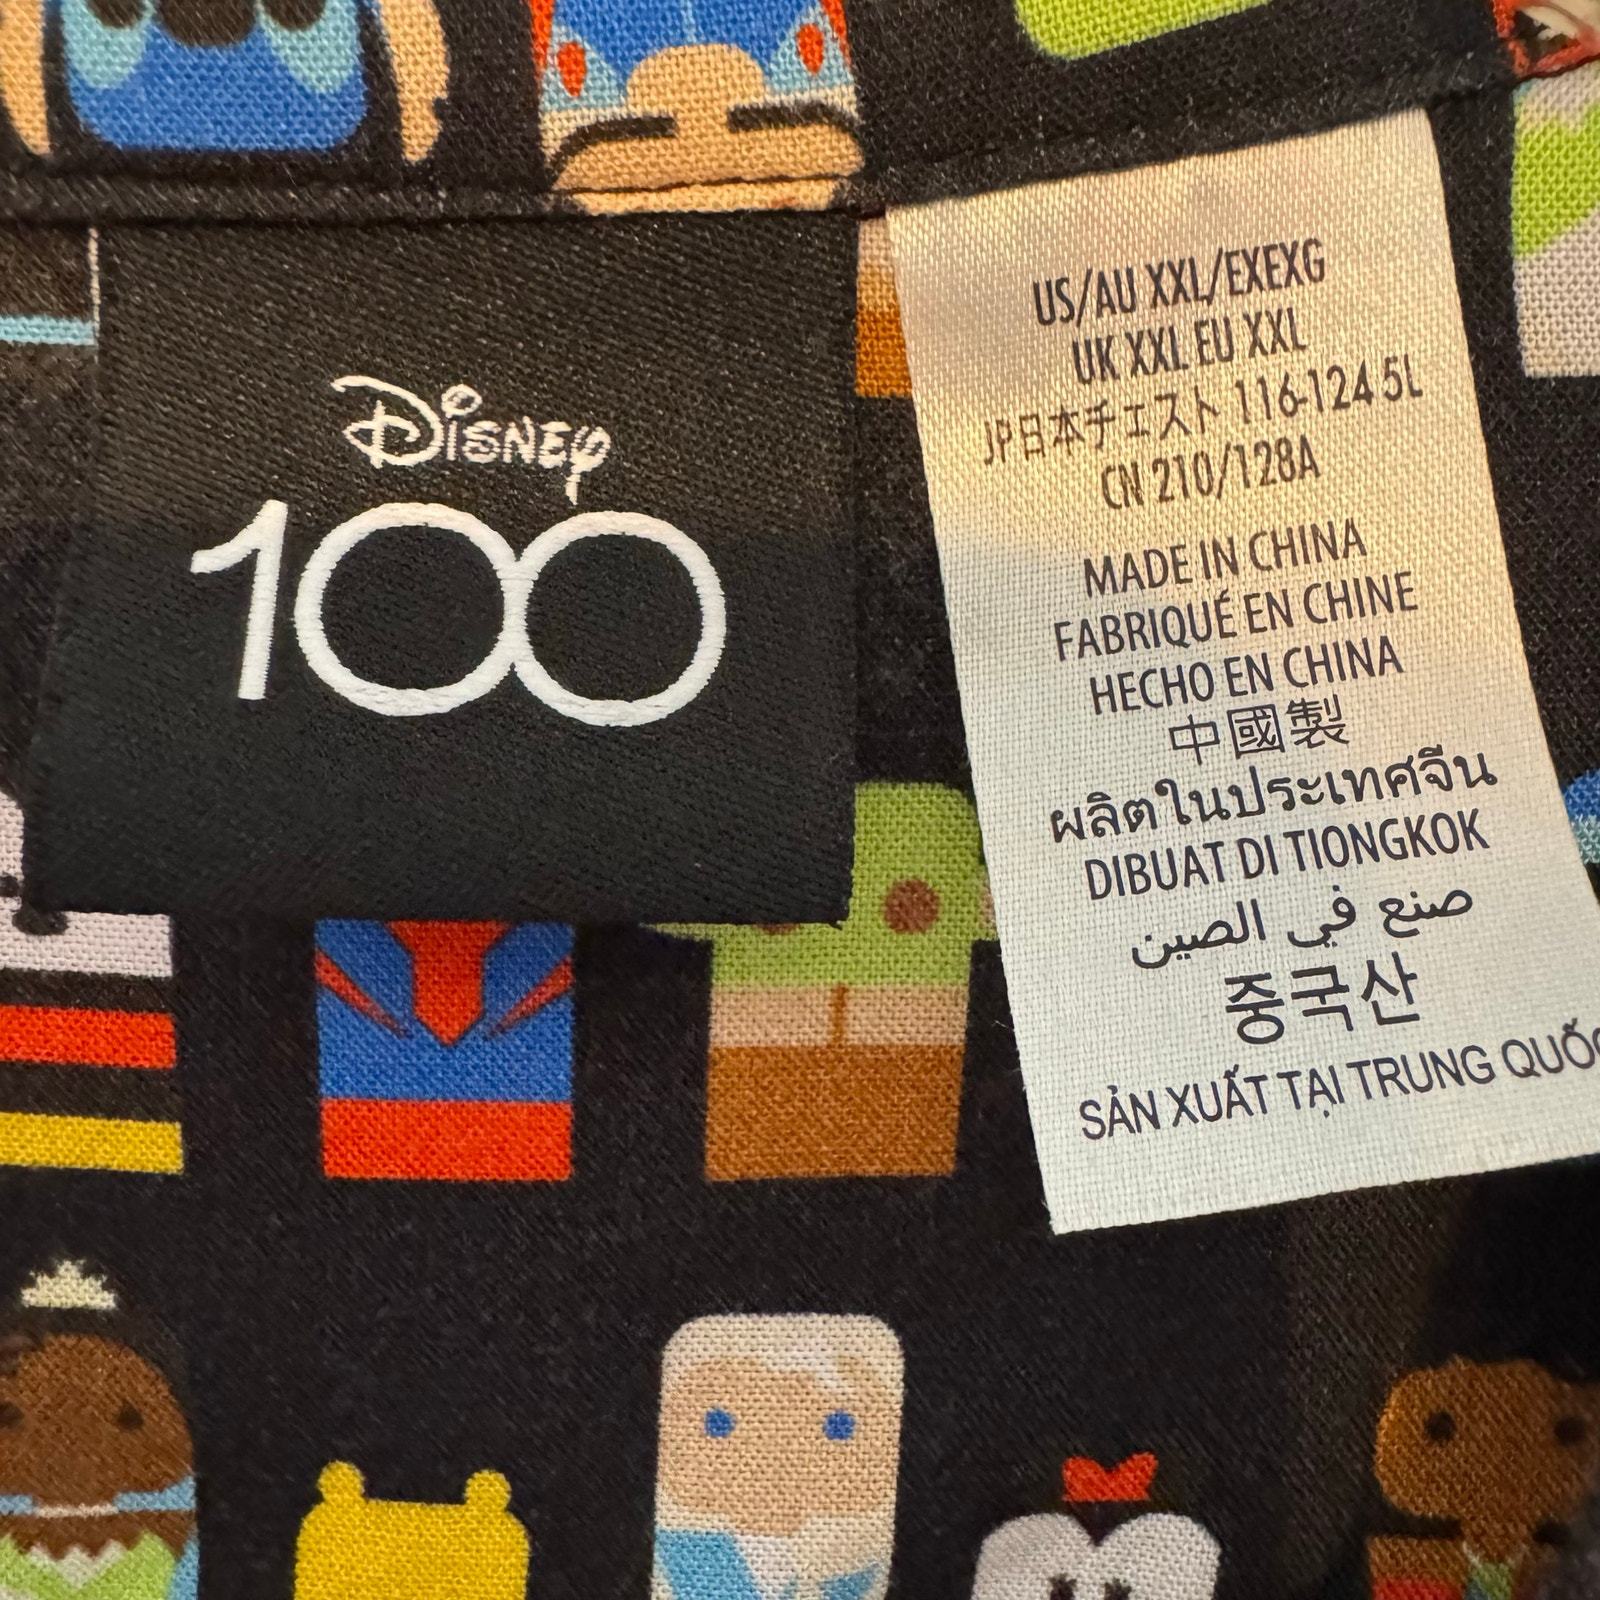 Disney
100
US/AU XXL/EXEXG
UK XXL EU XXL
JP日本チェスト 116-124 5L
CN 210/128A
MADE IN CHINA
FABRIQUÉ EN CHINE
HECHO EN CHINA
中國製
ผลิตในประเทศจีน
DIBUAT DI TIONGKOK
صنع في الصين
중국산
SẢN XUẤT TẠI TRUNG